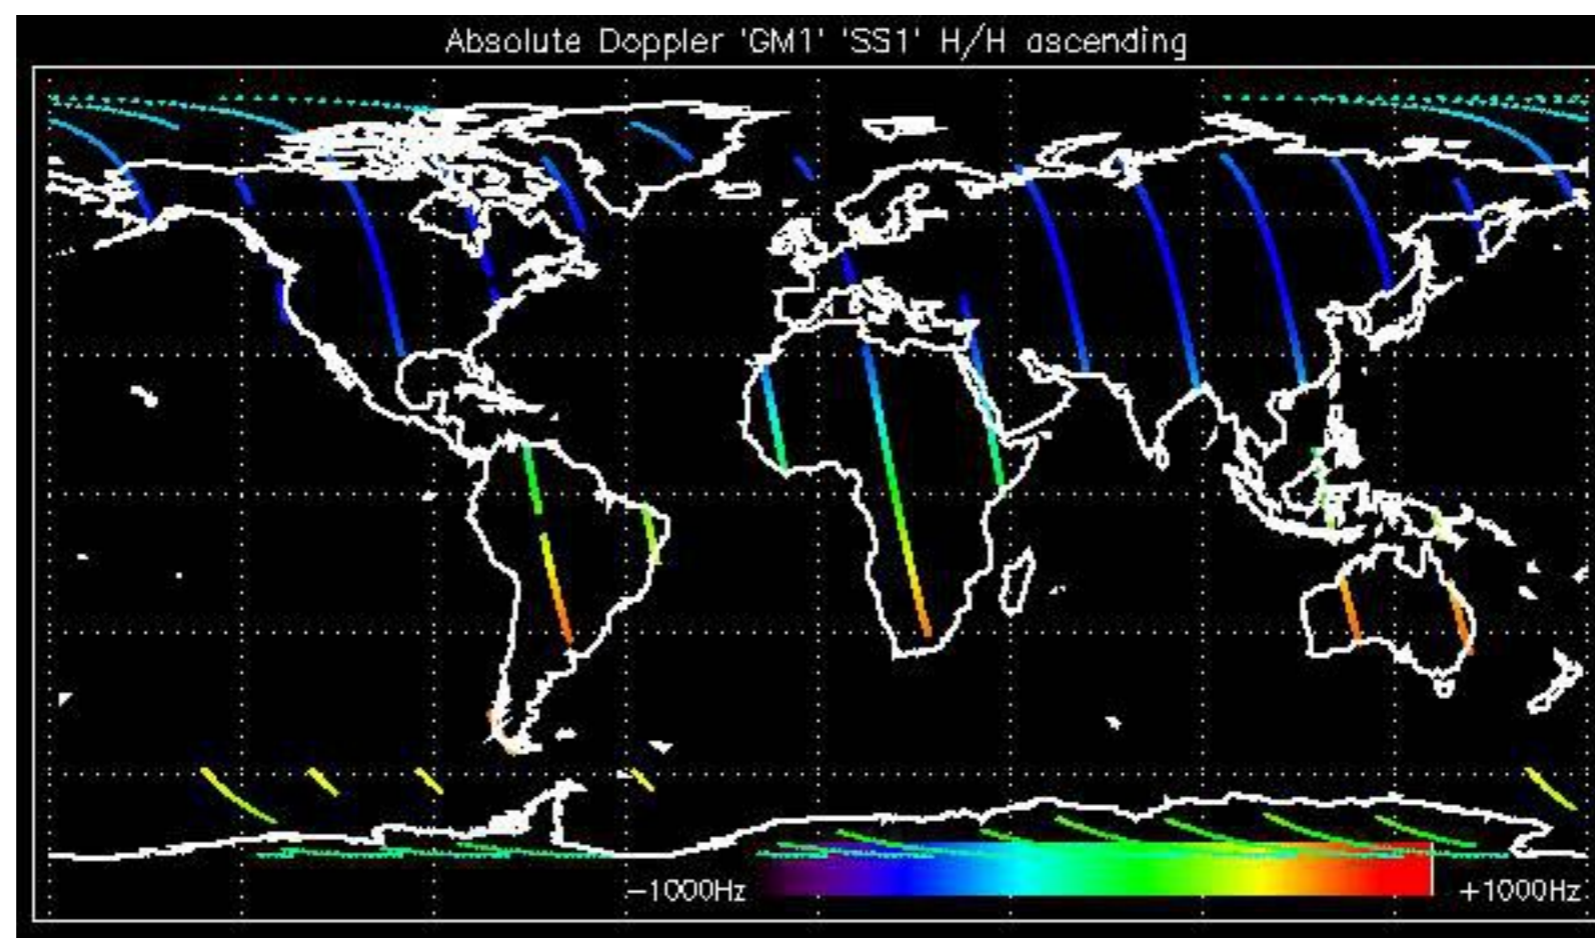 Absolute Doppler 'GM1' 'SS1' H/H ascending
−1000Hz
+1000Hz